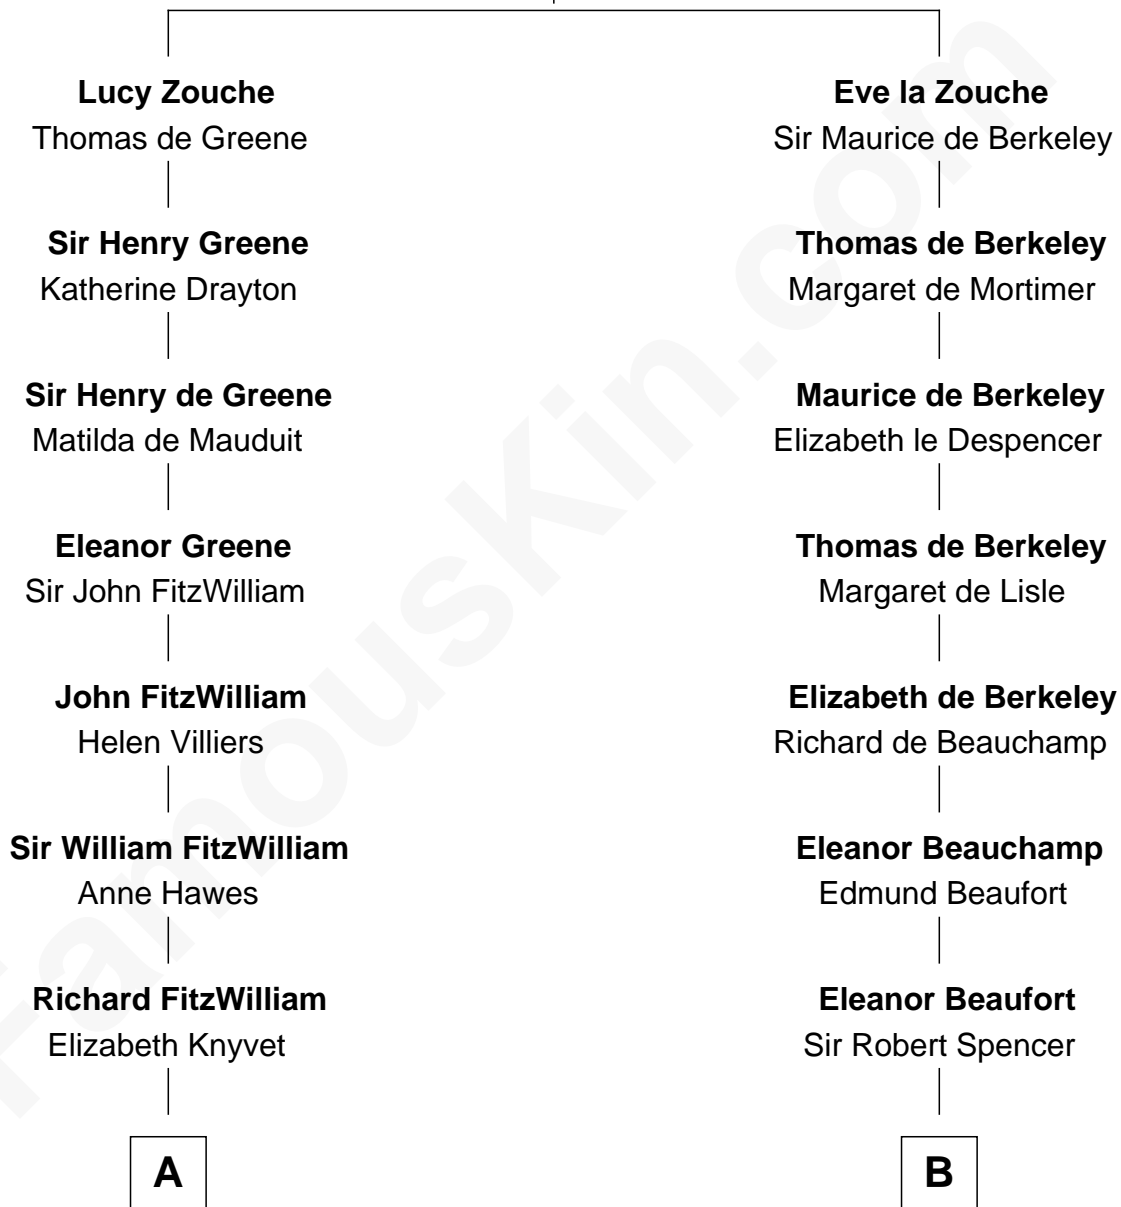 Lucy Zouche
Thomas de Greene
Sir Henry Greene
Katherine Drayton
Sir Henry de Greene
Matilda de Mauduit
Eleanor Greene
Sir John FitzWilliam
John FitzWilliam
Helen Villiers
Sir William FitzWilliam
Anne Hawes
Richard FitzWilliam
Elizabeth Knyvet
A
Eve la Zouche
Sir Maurice de Berkeley
Thomas de Berkeley
Margaret de Mortimer
Maurice de Berkeley
Elizabeth le Despencer
Thomas de Berkeley
Margaret de Lisle
Elizabeth de Berkeley
Richard de Beauchamp
Eleanor Beauchamp
Edmund Beaufort
Eleanor Beaufort
Sir Robert Spencer
B
FamousKin.com